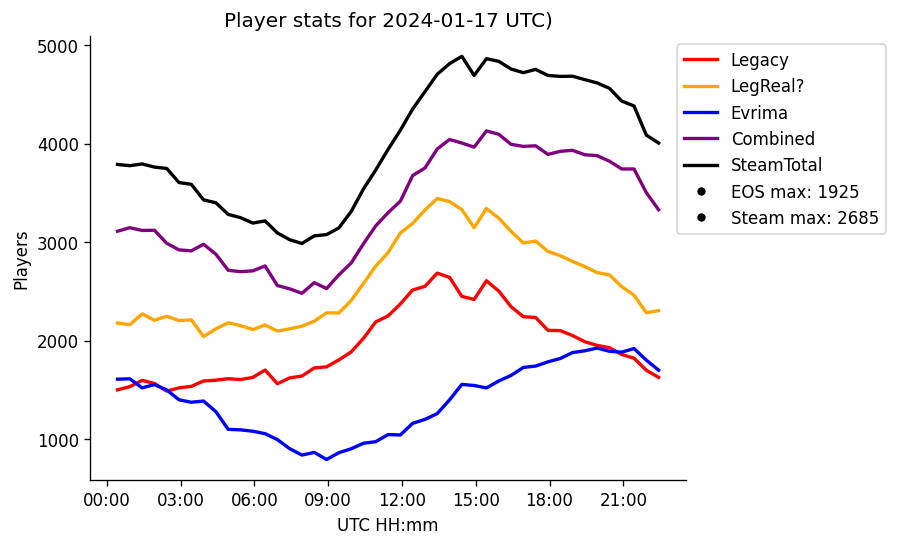 Player stats for 2024-01-17 UTC)
Players
5000
4000
3000
2000
1000
00:00 03:00 06:00 09:00 12:00 15:00 18:00 21:00
UTC HH:mm
Legacy
LegReal?
Evrima
Combined
SteamTotal
EOS max: 1925
Steam max: 2685